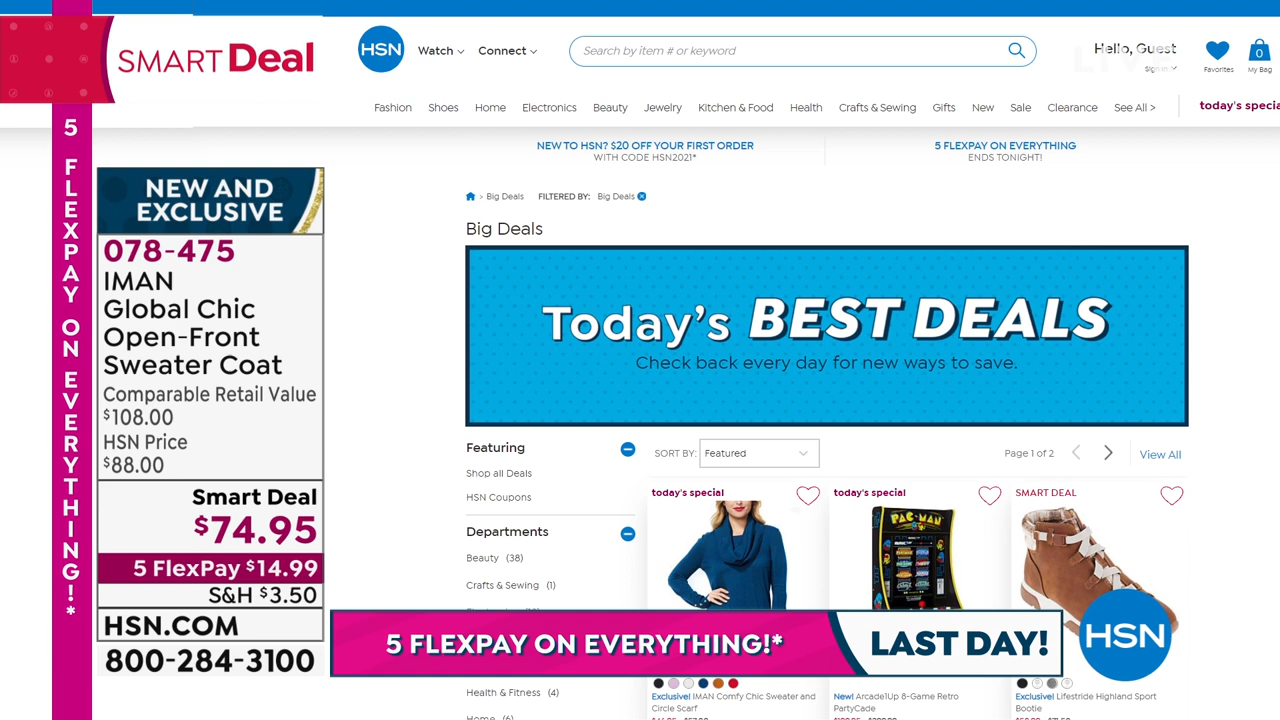 SMART Deal
HSN
Watch
Connect
Search by item # or keyword
Hello, Guest
Sign in
LIVE
Favorites
0
My Bag
Fashion Shoes Home Electronics Beauty Jewelry Kitchen & Food Health Crafts & Sewing Gifts New Sale Clearance See All >
today's specia
5 FLEXPAY ON EVERYTHING!*
NEW TO HSN? $20 OFF YOUR FIRST ORDER
WITH CODE HSN2021*
5 FLEXPAY ON EVERYTHING
ENDS TONIGHT!
> Big Deals FILTERED BY: Big Deals
Big Deals
NEW AND
EXCLUSIVE
078-475
IMAN
Global Chic
Open-Front
Sweater Coat
Comparable Retail Value
$108.00
HSN Price
$88.00
Smart Deal
$74.95
5 FlexPay $14.99
S&H $3.50
HSN.COM
800-284-3100
Today's BEST DEALS
Check back every day for new ways to save.
Featuring
Shop all Deals
HSN Coupons
Departments
Beauty (38)
Crafts & Sewing (1)
Health & Fitness (4)
Home (6)
SORT BY: Featured
Page 1 of 2
View All
today's special
today's special
SMART DEAL
PAC-MAN
5 FLEXPAY ON EVERYTHING!*
LAST DAY!
HSN
Exclusive! IMAN Comfy Chic Sweater and
Circle Scarf
New! Arcade1Up 8-Game Retro
PartyCade
Exclusive! Lifestride Highland Sport
Bootie